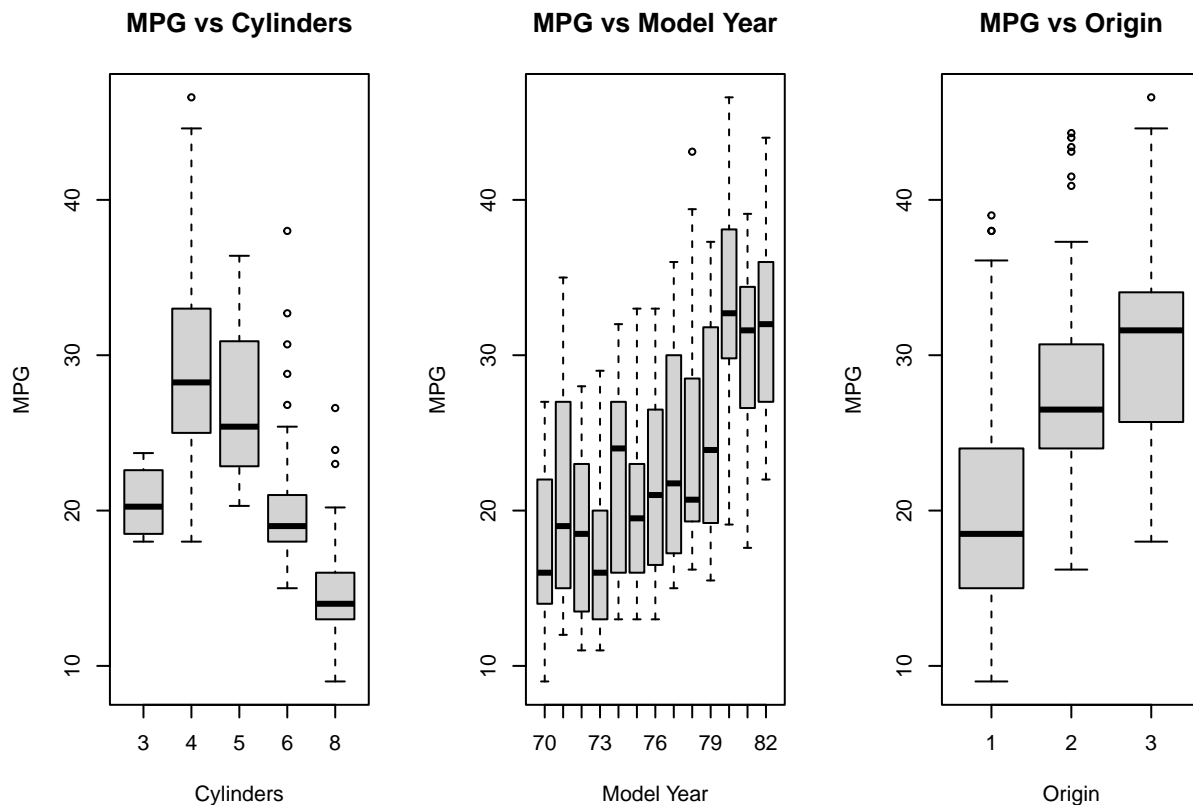 MPG vs Cylinders
MPG
40
30
20
10
3 4 5 6 8
Cylinders
MPG vs Model Year
MPG
40
30
20
10
70 73 76 79 82
Model Year
MPG vs Origin
MPG
40
30
20
10
1 2 3
Origin